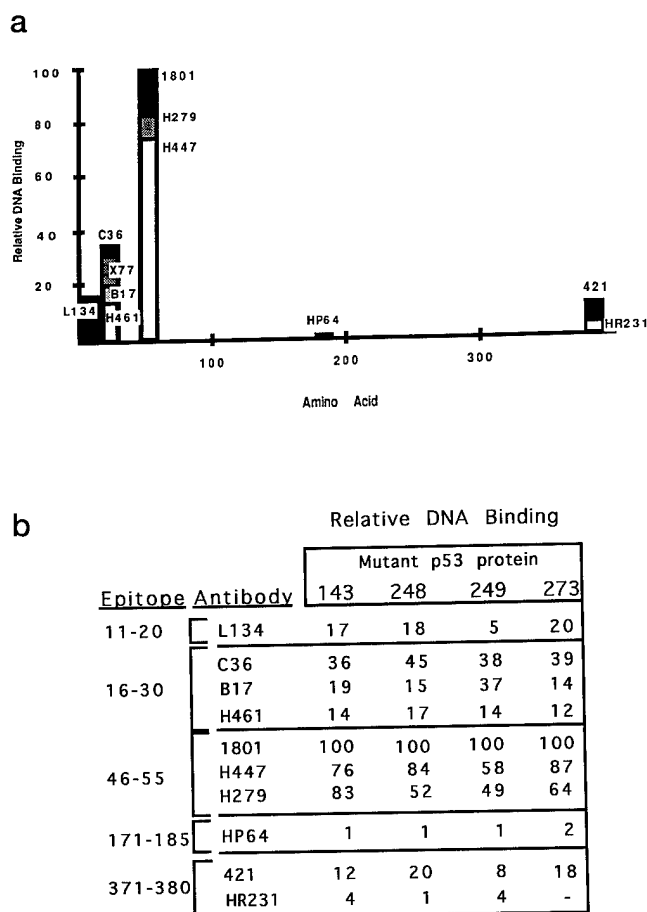 a
Relative DNA Binding
100
80
60
40
20
1801
H279
H447
C36
X77
B17
H461
L134
HP64
421
HR231
100
200
300
Amino Acid
b
Relative DNA Binding
Mutant p53 protein
Epitope Antibody 143 248 249 273
11-20 L134 17 18 5 20
C36 36 45 38 39
16-30 B17 19 15 37 14
H461 14 17 14 12
1801 100 100 100 100
46-55 H447 76 84 58 87
H279 83 52 49 64
171-185 HP64 1 1 1 2
371-380 421 12 20 8 18
HR231 4 1 4 -